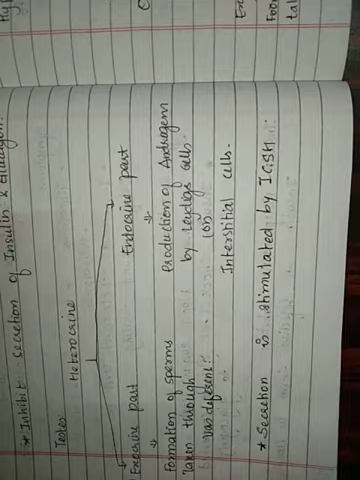 * Inhibit secretion of Insulin & Glucagon.
Testes
Heterocrine
Exocrine part
Endocrine part
Formation of sperms
Taken through
vas deferens.
Production of Androgen
by leydigs cells.
(or)
Interstitial cells.
* Secretion is stimulated by ICSH.